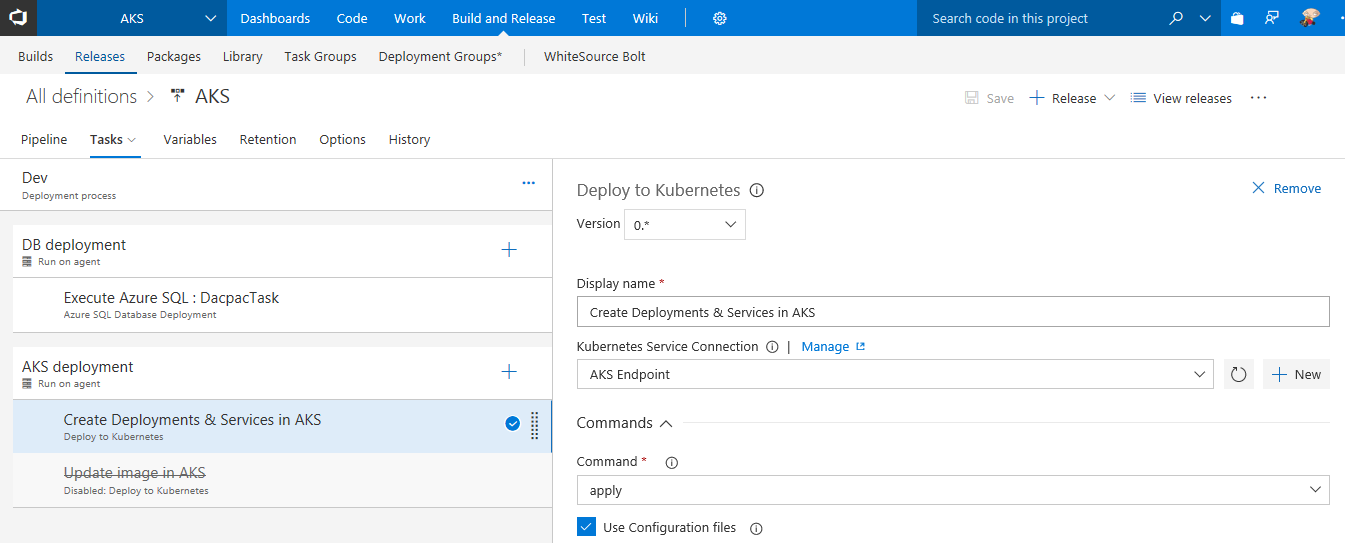 AKS Dashboards Code Work Build and Release Test Wiki Search code in this project
Builds Releases Packages Library Task Groups Deployment Groups* WhiteSource Bolt
All definitions > AKS Save Release View releases ...
Pipeline Tasks Variables Retention Options History
Dev
Deployment process
...
DB deployment
Run on agent
Execute Azure SQL : DacpacTask
Azure SQL Database Deployment
AKS deployment
Run on agent
Create Deployments & Services in AKS
Deploy to Kubernetes
Update image in AKS
Disabled: Deploy to Kubernetes
Deploy to Kubernetes Remove
Version 0.*
Display name *
Create Deployments & Services in AKS
Kubernetes Service Connection | Manage
AKS Endpoint New
Commands
Command *
apply
Use Configuration files